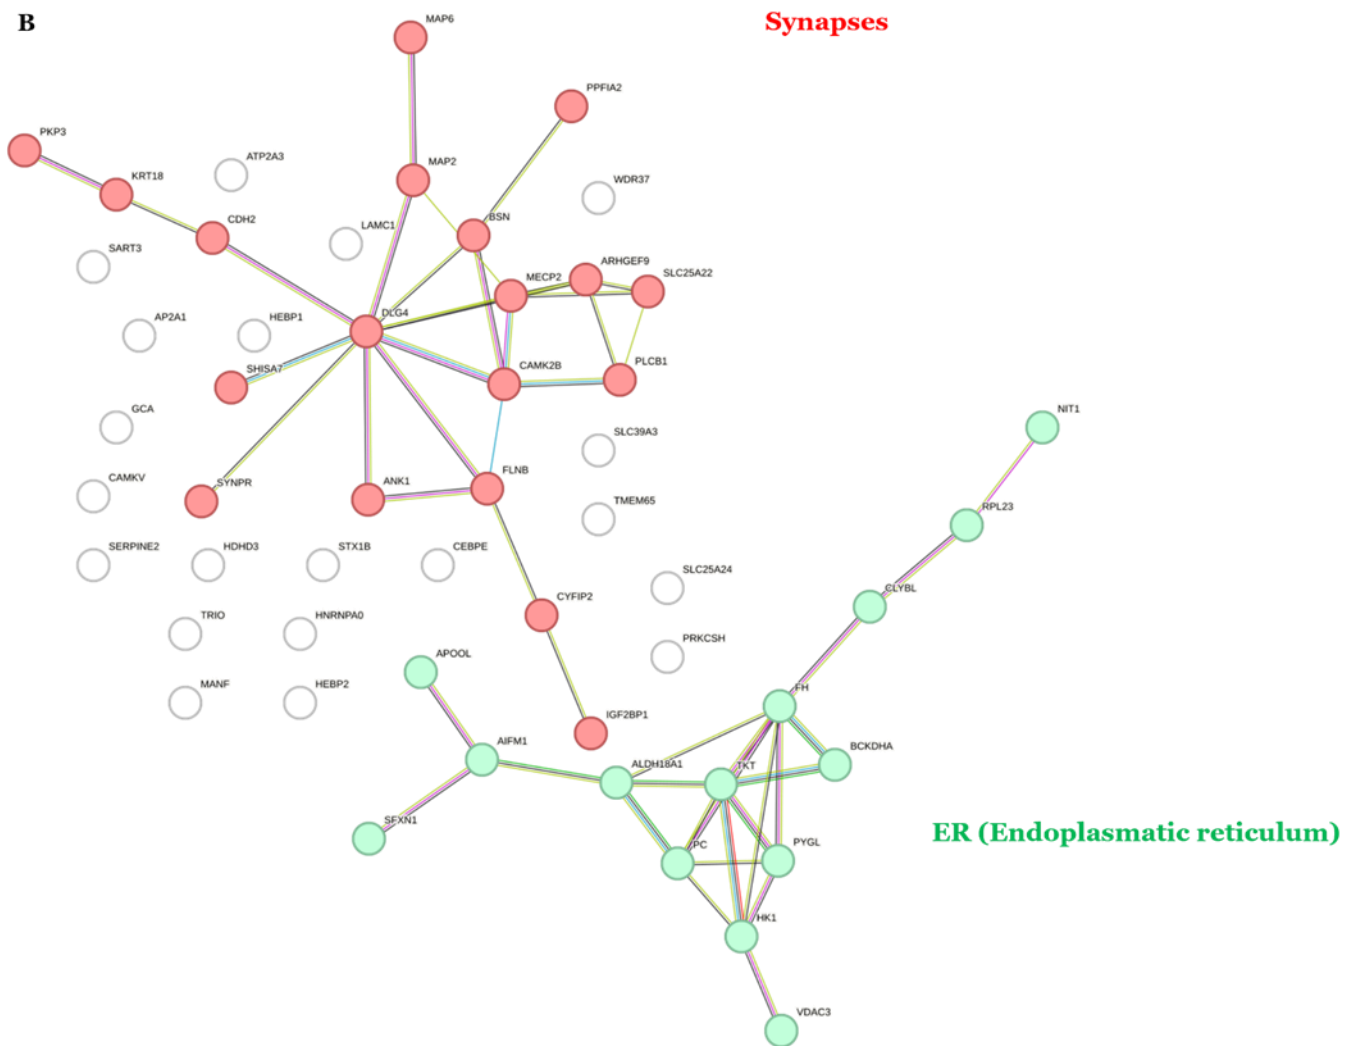 B
Synapses
MAP6
PPFIA2
PKP3
ATP2A3
MAP2
KRT18
WDR37
CDH2
LAMC1
BSN
SART3
ARHGEF9
MECP2
SLC25A22
AP2A1
HEBP1
DLG4
SHISA7
CAMK2B
PLCB1
GCA
NIT1
SLC39A3
CAMKV
SYNPR
ANK1
FLNB
TMEM65
RPL23
SERPINE2
HDHD3
STX1B
CEBPE
SLC25A24
CLYBL
CYFIP2
TRIO
HNRNPA0
PRKCSH
APOOL
MANF
HEBP2
FH
IGF2BP1
AIFM1
BCKDHA
ALDH18A1
TKT
SFXN1
ER (Endoplasmatic reticulum)
PC
PYGL
HK1
VDAC3